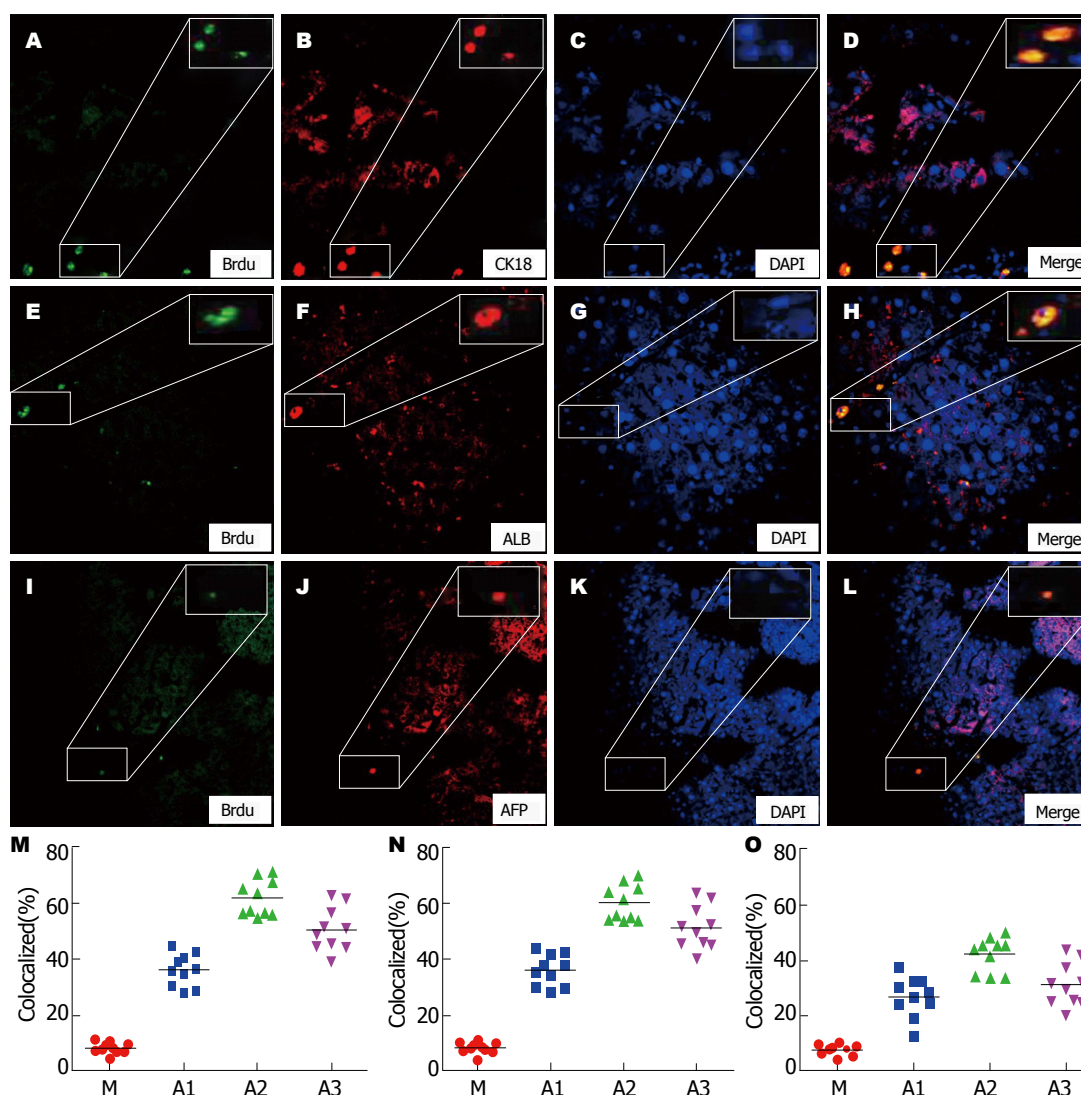 A B C D
Brdu CK18 DAPI Merge
E F G H
Brdu ALB DAPI Merge
I J K L
Brdu AFP DAPI Merge
M N O
80 80 80
60 60 60
40 40 40
20 20 20
0 0 0
Colocalized(%) Colocalized(%) Colocalized(%)
M A1 A2 A3 M A1 A2 A3 M A1 A2 A3